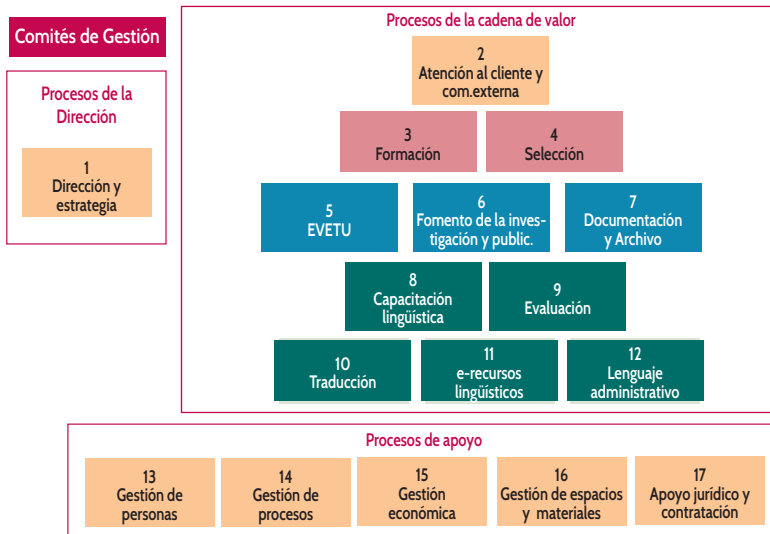 Comités de Gestión
Procesos de la
Dirección
1
Dirección y
estrategia
Procesos de la cadena de valor
2
Atención al cliente y
com.externa
3
Formación
4
Selección
5
EVETU
6
Fomento de la inves-
tigación y public.
7
Documentación
y Archivo
8
Capacitación
lingüística
9
Evaluación
10
Traducción
11
e-recursos
lingüísticos
12
Lenguaje
administrativo
Procesos de apoyo
13
Gestión de
personas
14
Gestión de
procesos
15
Gestión
económica
16
Gestión de espacios
y materiales
17
Apoyo jurídico y
contratación